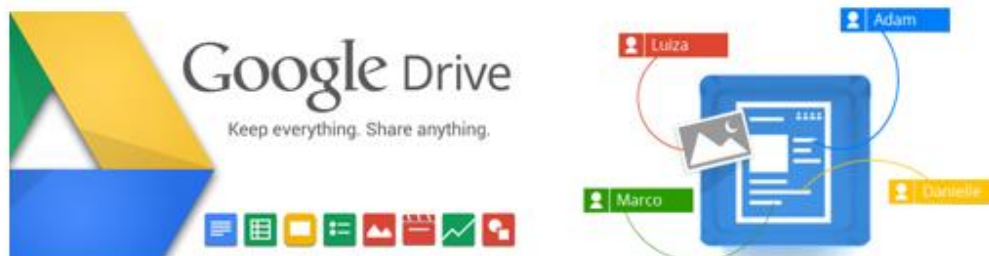 Google Drive
Keep everything. Share anything.
Luiza
Adam
Marco
Danielle